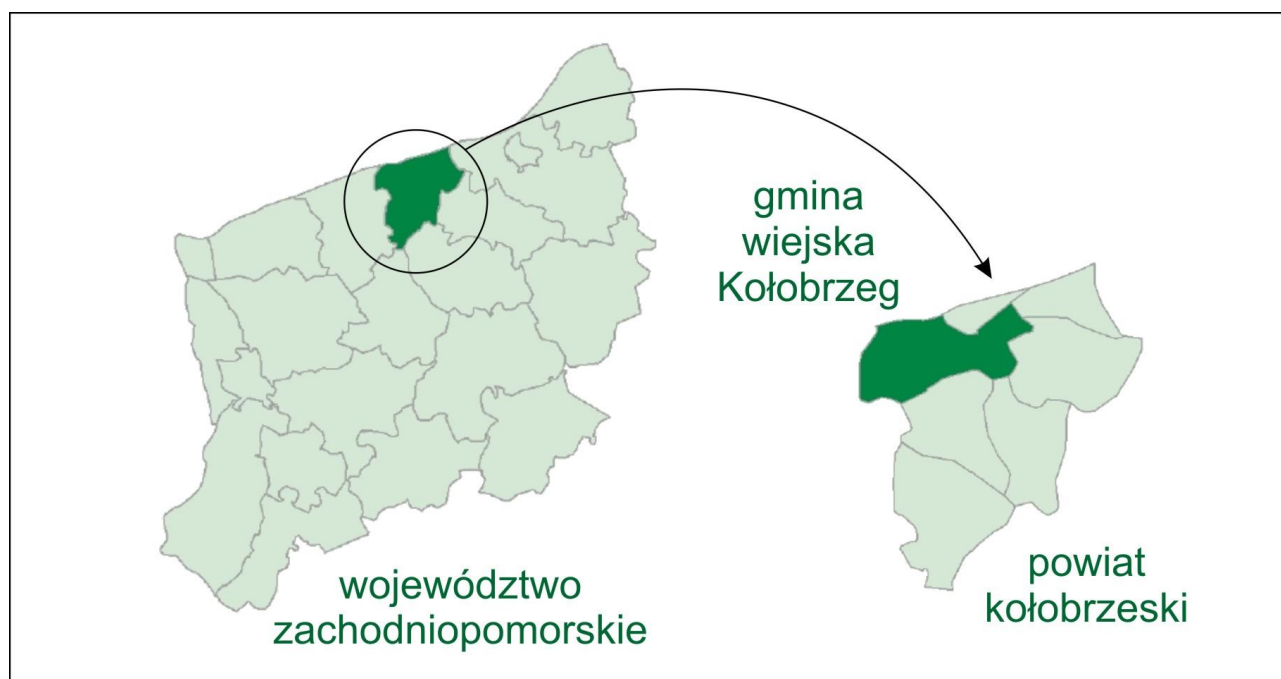 gmina
wiejska
Kołobrzeg
województwo
zachodniopomorskie
powiat
kołobrzeski